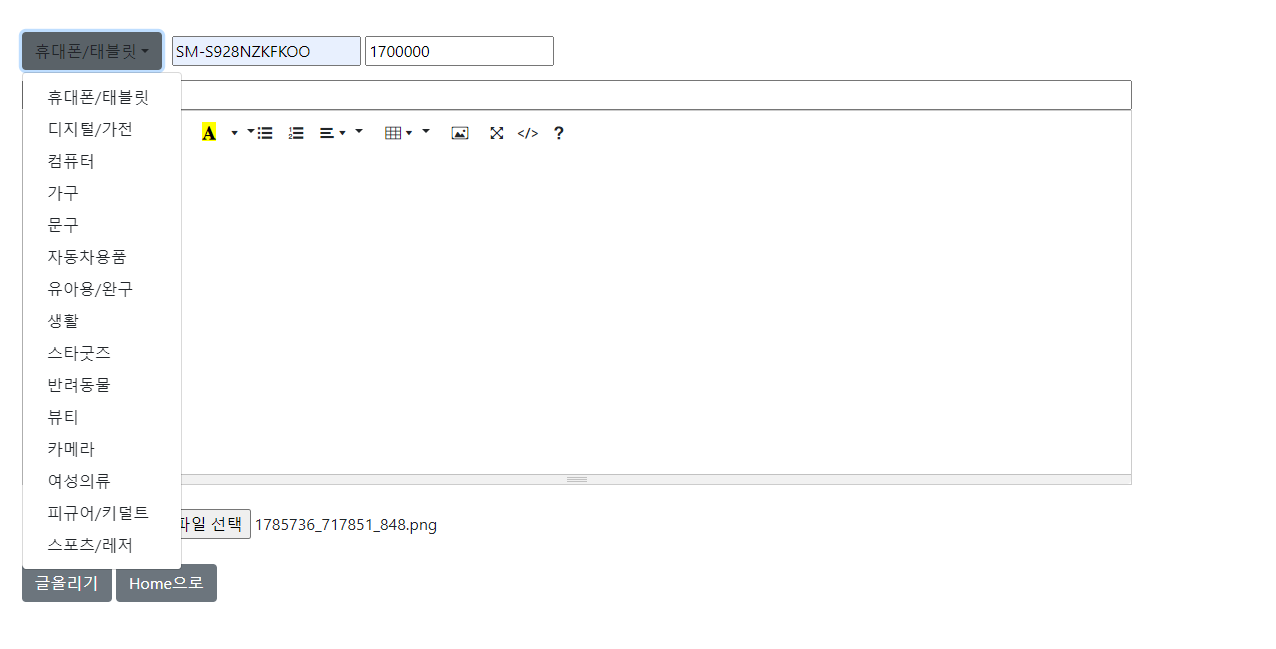 휴대폰/태블릿 SM-S928NZKFKOO 1700000
휴대폰/태블릿
디지털/가전
컴퓨터
가구
문구
자동차용품
유아용/완구
생활
스타굿즈
반려동물
뷰티
카메라
여성의류
피규어/키덜트
스포츠/레저
A </> ?
파일 선택 1785736_717851_848.png
글올리기 Home으로